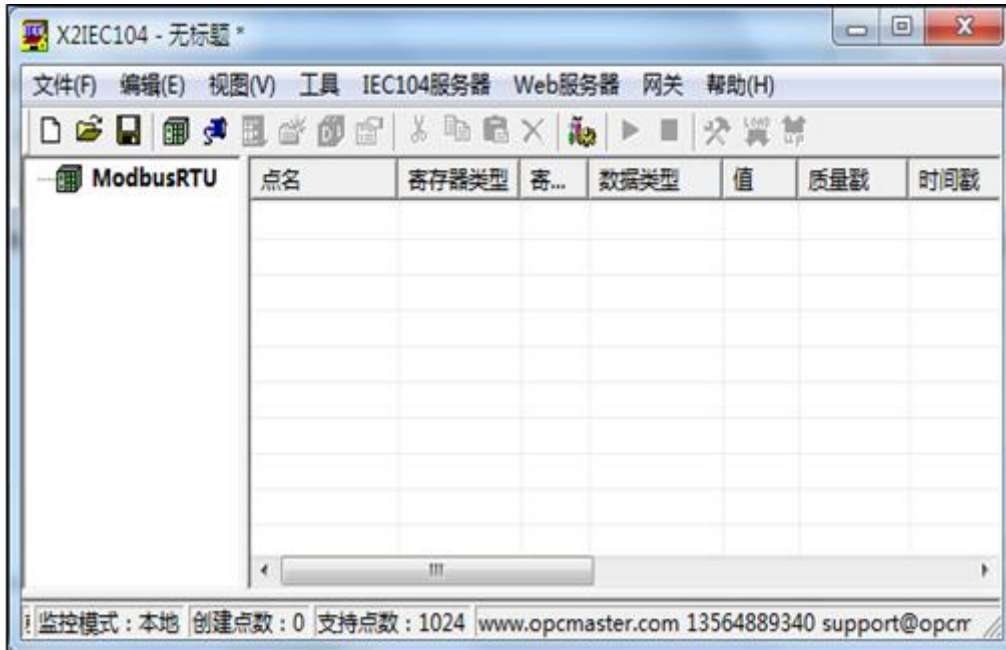 X2IEC104 - 无标题 *
文件(F) 编辑(E) 视图(V) 工具 IEC104服务器 Web服务器 网关 帮助(H)
ModbusRTU 点名 寄存器类型 寄... 数据类型 值 质量戳 时间戳
监控模式：本地 创建点数：0 支持点数：1024 www.opcmaster.com 13564889340 support@opcm